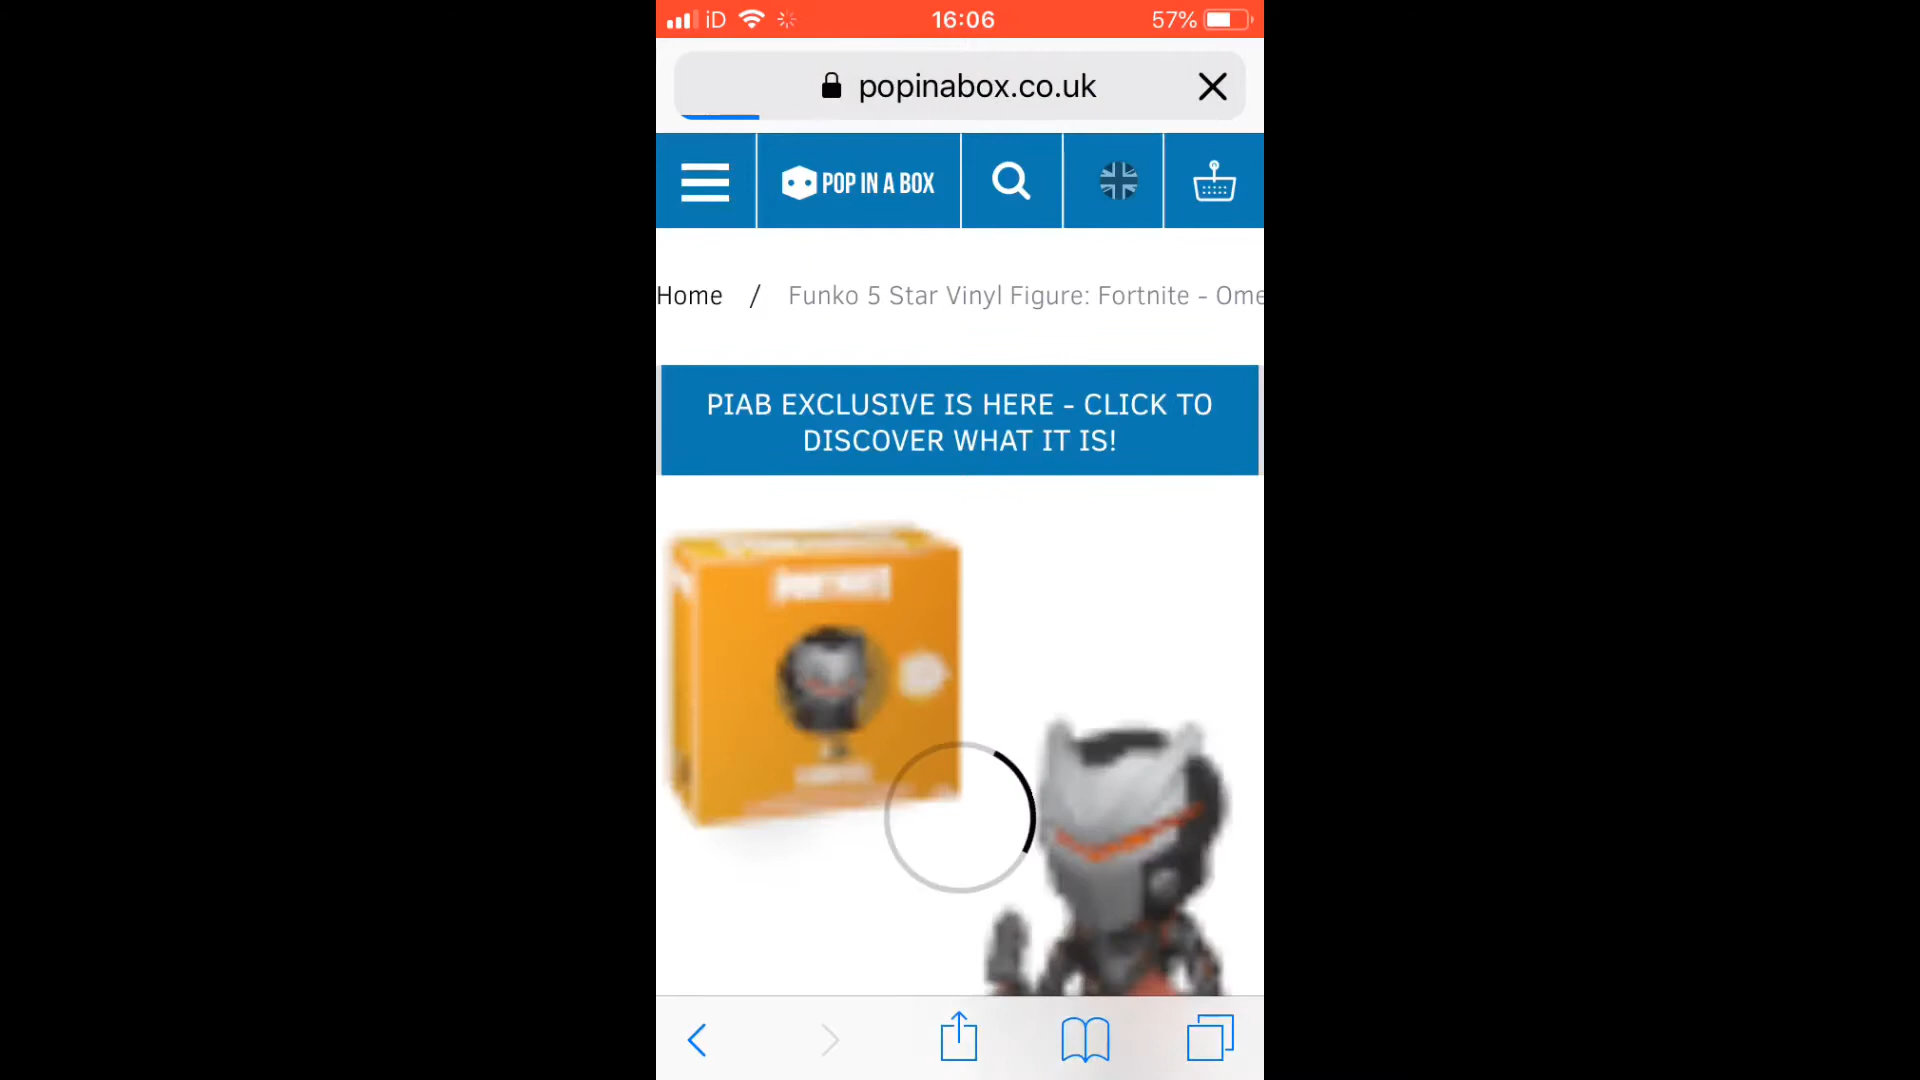 iD 16:06 57%
popinabox.co.uk
POP IN A BOX
Home / Funko 5 Star Vinyl Figure: Fortnite - Ome
PIAB EXCLUSIVE IS HERE - CLICK TO
DISCOVER WHAT IT IS!